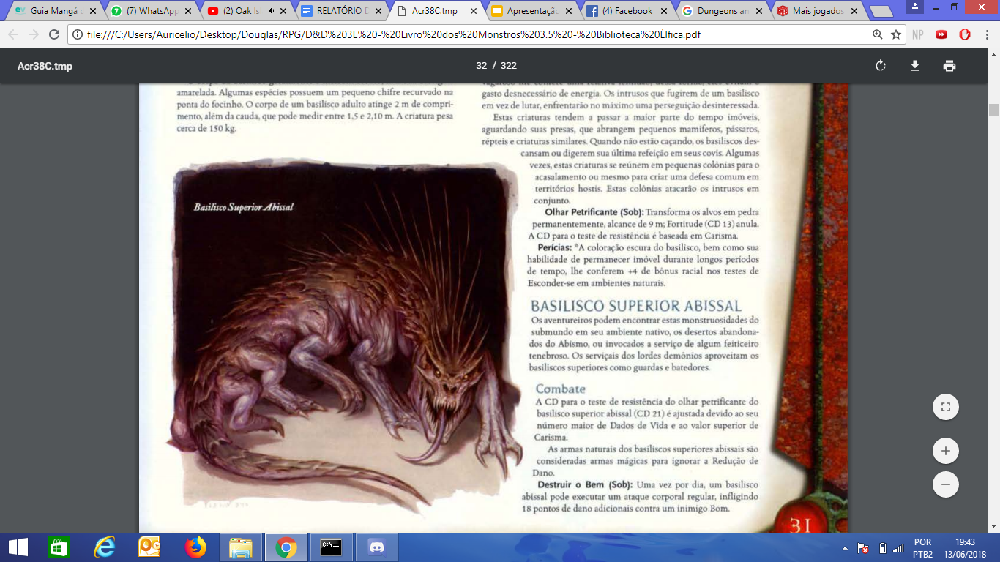 Guia Mangá d
(7) WhatsApp
(2) Oak Isl
RELATÓRIO D
Acr38C.tmp
Apresentação
(4) Facebook
Dungeons an
Mais jogados
file:///C:/Users/Auricelio/Desktop/Douglas/RPG/D&D%203E%20-%20Livro%20dos%20Monstros%203.5%20-%20Biblioteca%20Élfica.pdf
NP
Acr38C.tmp
32 / 322
amarelada. Algumas espécies possuem um pequeno chifre recurvado na
ponta do focinho. O corpo de um basilisco adulto atinge 2 m de compri-
mento, além da cauda, que pode medir entre 1,5 e 2,10 m. A criatura pesa
cerca de 150 kg.
Basilisco Superior Abissal
gasto desnecessário de energia. Os intrusos que fugirem de um basilisco
em vez de lutar, enfrentarão no máximo uma perseguição desinteressada.
Estas criaturas tendem a passar a maior parte do tempo imóveis,
aguardando suas presas, que abrangem pequenos mamíferos, pássaros,
répteis e criaturas similares. Quando não estão caçando, os basiliscos des-
cansam ou digerem sua última refeição em seus covis. Algumas
vezes, estas criaturas se reúnem em pequenas colônias para o
acasalamento ou mesmo para criar uma defesa comum em
territórios hostis. Estas colônias atacarão os intrusos em
conjunto.
Olhar Petrificante (Sob): Transforma os alvos em pedra
permanentemente, alcance de 9 m; Fortitude (CD 13) anula.
A CD para o teste de resistência é baseada em Carisma.
Perícias: *A coloração escura do basilisco, bem como sua
habilidade de permanecer imóvel durante longos períodos
de tempo, lhe conferem +4 de bônus racial nos testes de
Esconder-se em ambientes naturais.
BASILISCO SUPERIOR ABISSAL
Os aventureiros podem encontrar estas monstruosidades do
submundo em seu ambiente nativo, os desertos abandona-
dos do Abismo, ou invocados a serviço de algum feiticeiro
tenebroso. Os serviçais dos lordes demônios aproveitam os
basiliscos superiores como guardas e batedores.
Combate
A CD para o teste de resistência do olhar petrificante do
basilisco superior abissal (CD 21) é ajustada devido ao seu
número maior de Dados de Vida e ao valor superior de
Carisma.
As armas naturais dos basiliscos superiores abissais são
consideradas armas mágicas para ignorar a Redução de
Dano.
Destruir o Bem (Sob): Uma vez por dia, um basilisco
abissal pode executar um ataque corporal regular, infligindo
18 pontos de dano adicionais contra um inimigo Bom.
31
C:\_
POR
PTB2
19:43
13/06/2018